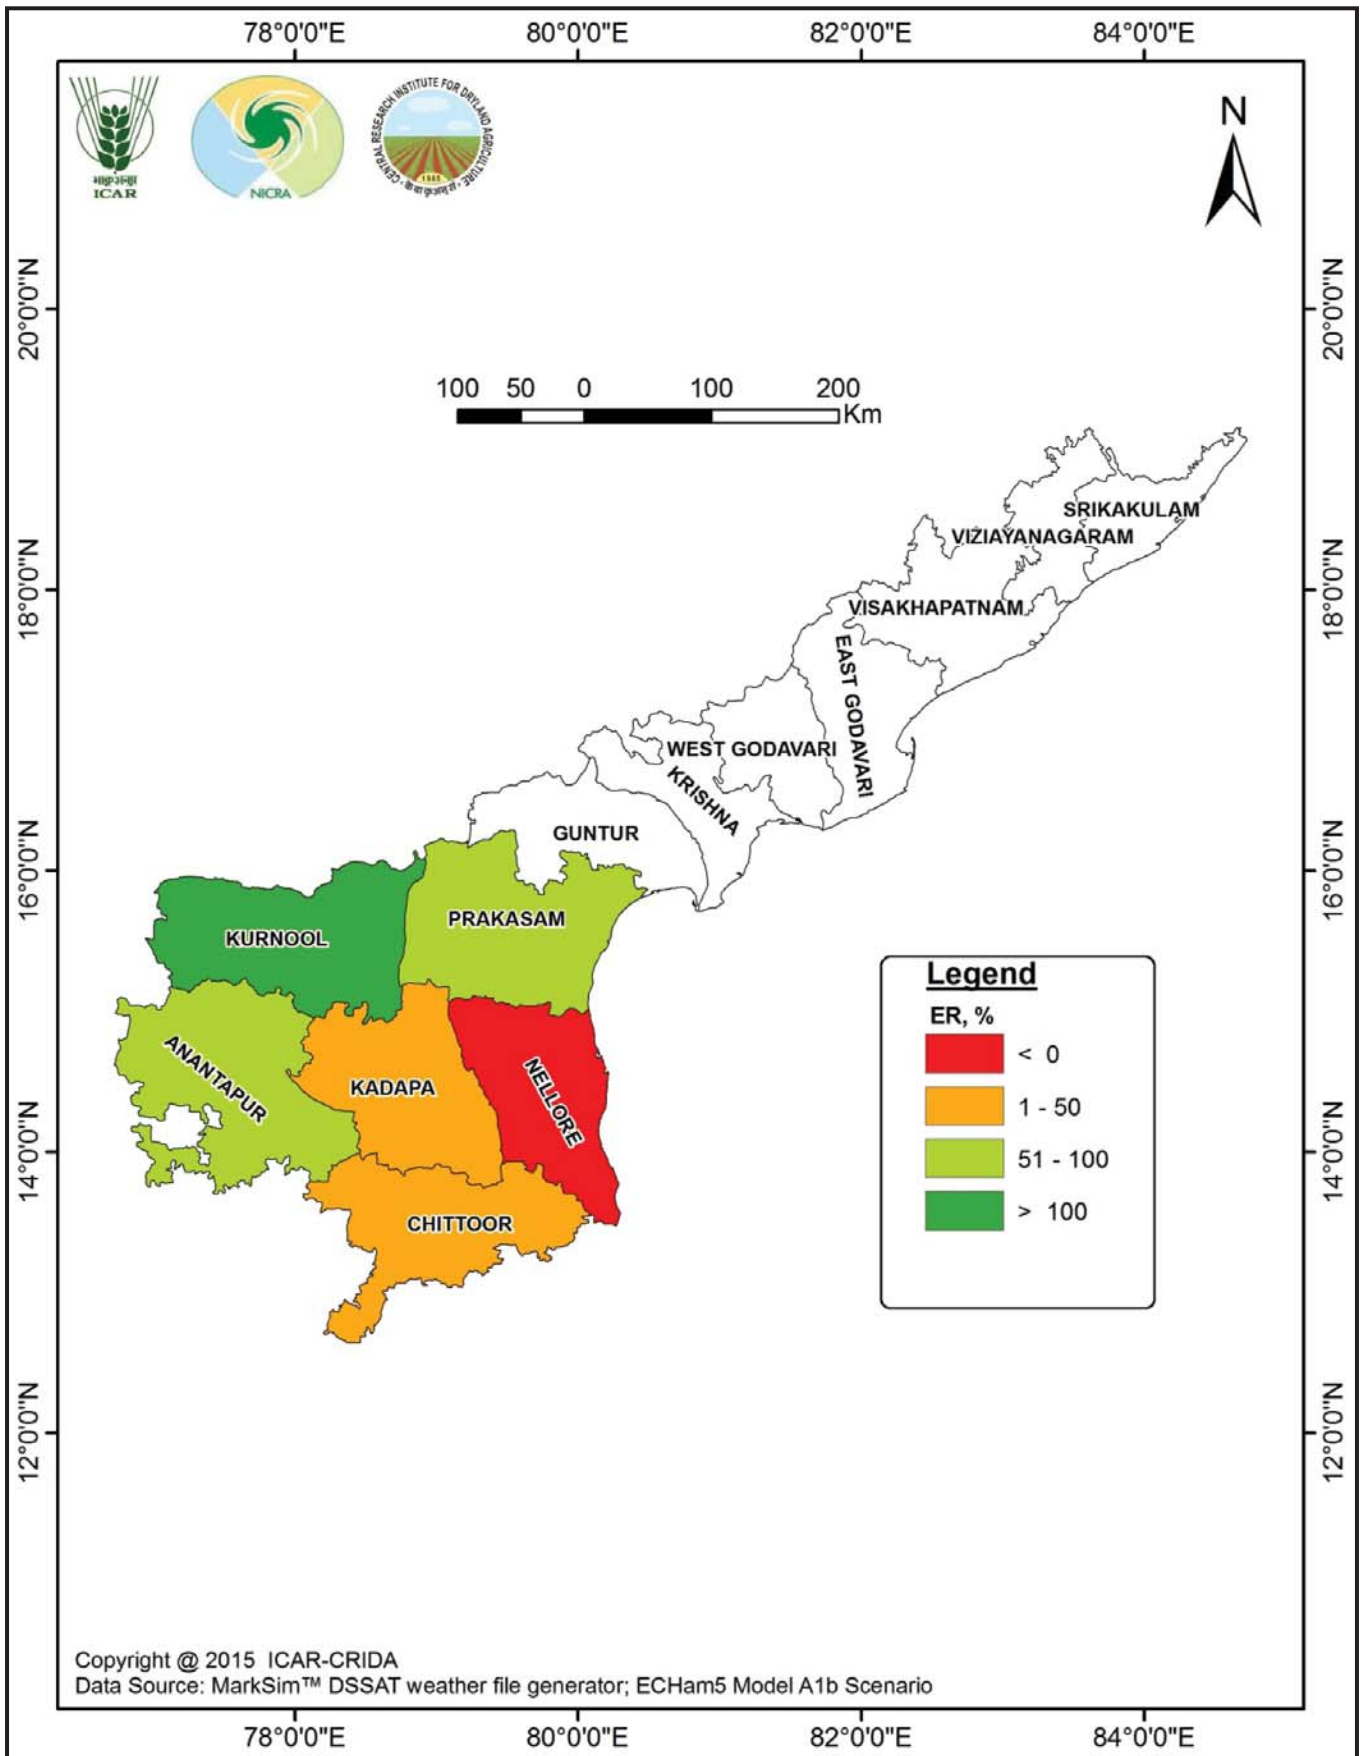 78°0'0"E 80°0'0"E 82°0'0"E 84°0'0"E
ICAR
NICRA
CENTRAL RESEARCH INSTITUTE FOR DRYLAND AGRICULTURE
1985
N
20°0'0"N 20°0'0"N
100 50 0 100 200
Km
SRIKAKULAM
VIZIAYANAGARAM
18°0'0"N 18°0'0"N
VISAKHAPATNAM
EAST GODAVARI
WEST GODAVARI
KRISHNA
GUNTUR
16°0'0"N 16°0'0"N
PRAKASAM
KURNOOL
Legend
ER, %
< 0
1 - 50
51 - 100
> 100
ANANTAPUR
KADAPA
NELLORE
14°0'0"N 14°0'0"N
CHITTOOR
12°0'0"N 12°0'0"N
Copyright @ 2015 ICAR-CRIDA
Data Source: MarkSim™ DSSAT weather file generator; ECHam5 Model A1b Scenario
78°0'0"E 80°0'0"E 82°0'0"E 84°0'0"E